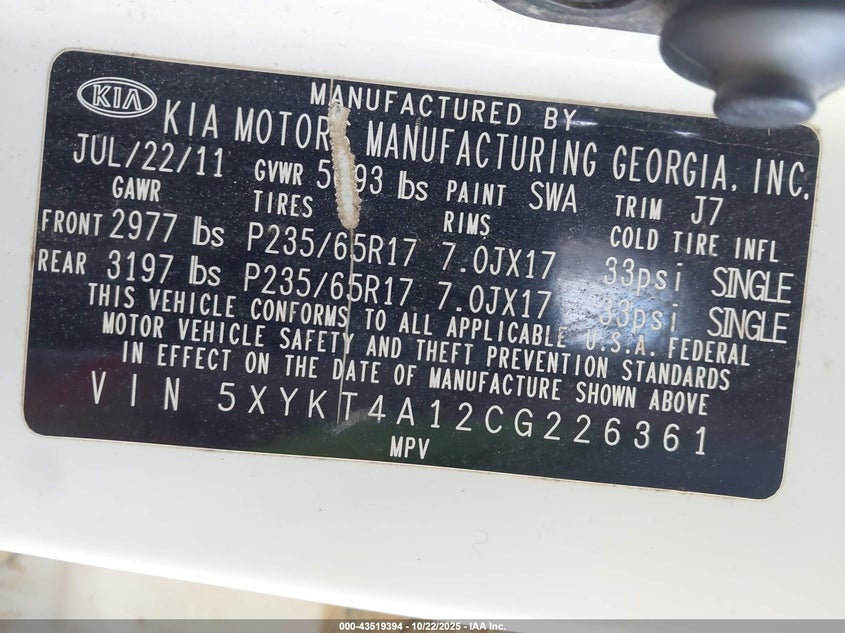 KIA
MANUFACTURED BY
KIA MOTORS MANUFACTURING GEORGIA, INC.
JUL/22/11 GVWR lbs PAINT SWA TRIM J7
GAWR TIRES RIMS COLD TIRE INFL
FRONT 2977 lbs P235/65R17 7.0JX17 33psi SINGLE
REAR 3197 lbs P235/65R17 7.0JX17 33psi SINGLE
THIS VEHICLE CONFORMS TO ALL APPLICABLE U.S.A. FEDERAL
MOTOR VEHICLE SAFETY AND THEFT PREVENTION STANDARDS
IN EFFECT ON THE DATE OF MANUFACTURE SHOWN ABOVE
VIN 5XYKT4A12CG226361
MPV
000-43519394 - 10/22/2025 - IAA Inc.